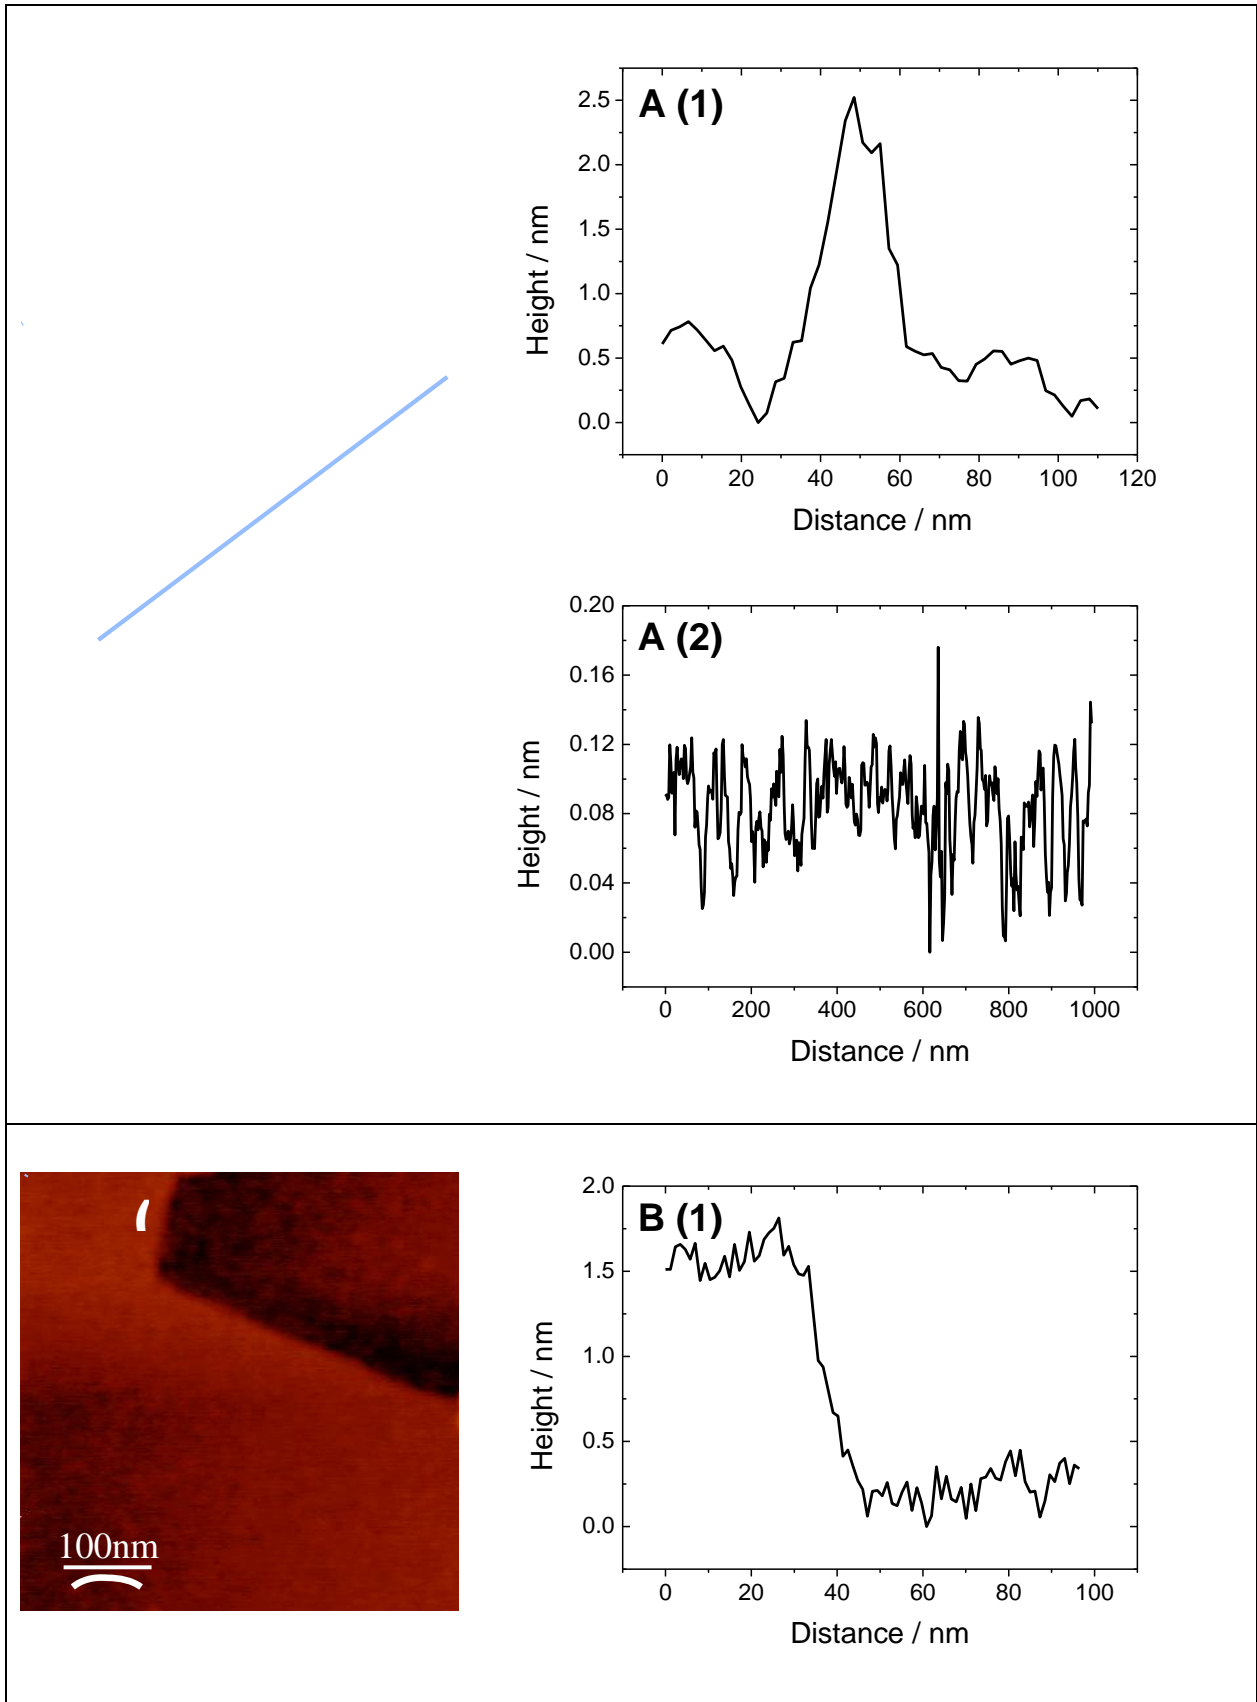 A (1)
2.5
2.0
1.5
1.0
0.5
0.0
Height / nm
0 20 40 60 80 100 120
Distance / nm
A (2)
0.20
0.16
0.12
0.08
0.04
0.00
Height / nm
0 200 400 600 800 1000
Distance / nm
100nm
B (1)
2.0
1.5
1.0
0.5
0.0
Height / nm
0 20 40 60 80 100
Distance / nm